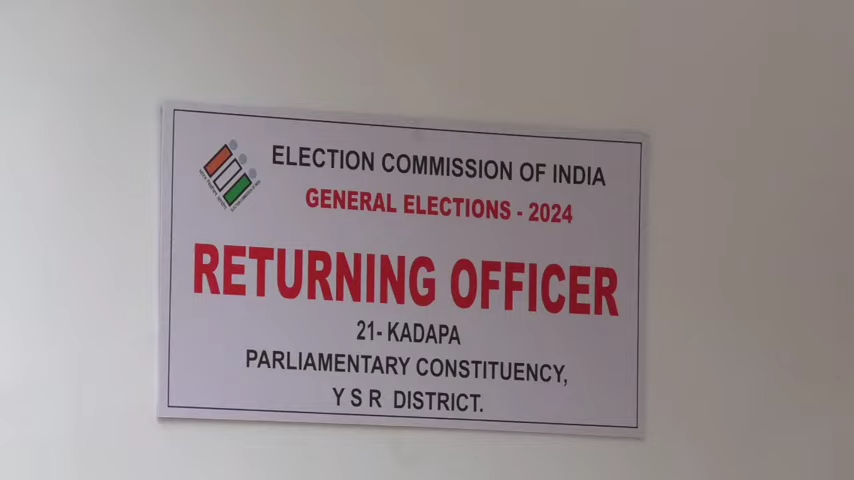 ELECTION COMMISSION OF INDIA
GENERAL ELECTIONS - 2024
RETURNING OFFICER
21- KADAPA
PARLIAMENTARY CONSTITUENCY,
Y S R DISTRICT.